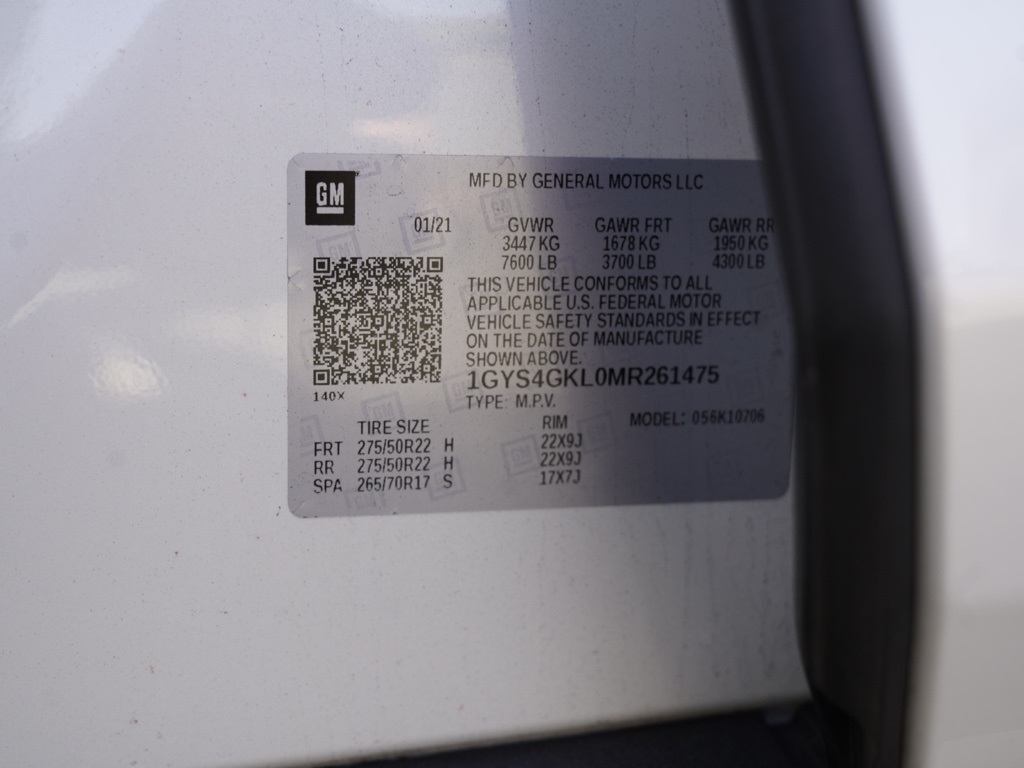 GM
MFD BY GENERAL MOTORS LLC
01/21 GVWR GAWR FRT GAWR RR
3447 KG 1678 KG 1950 KG
7600 LB 3700 LB 4300 LB
THIS VEHICLE CONFORMS TO ALL
APPLICABLE U.S. FEDERAL MOTOR
VEHICLE SAFETY STANDARDS IN EFFECT
ON THE DATE OF MANUFACTURE
SHOWN ABOVE.
1GYS4GKL0MR261475
140X
TYPE: M.P.V.
TIRE SIZE RIM MODEL: 056K10706
FRT 275/50R22 H 22X9J
RR 275/50R22 H 22X9J
SPA 265/70R17 S 17X7J